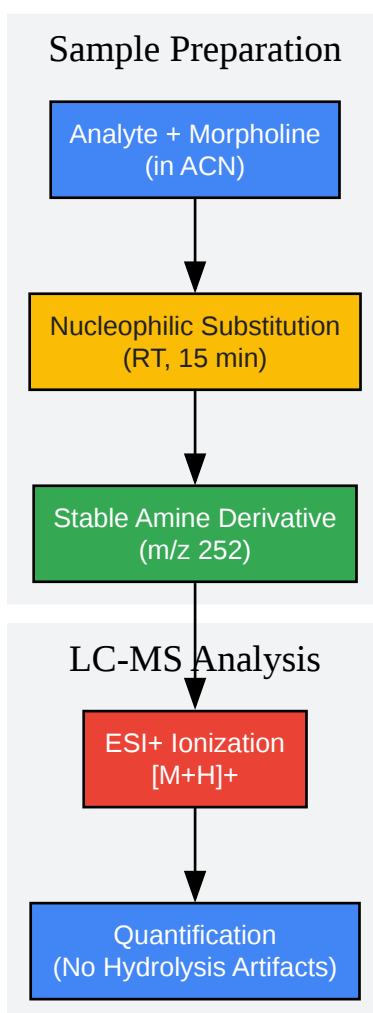 Sample Preparation
Analyte + Morpholine
(in ACN)
Nucleophilic Substitution
(RT, 15 min)
Stable Amine Derivative
(m/z 252)
LC-MS Analysis
ESI+ Ionization
[M+H]+
Quantification
(No Hydrolysis Artifacts)